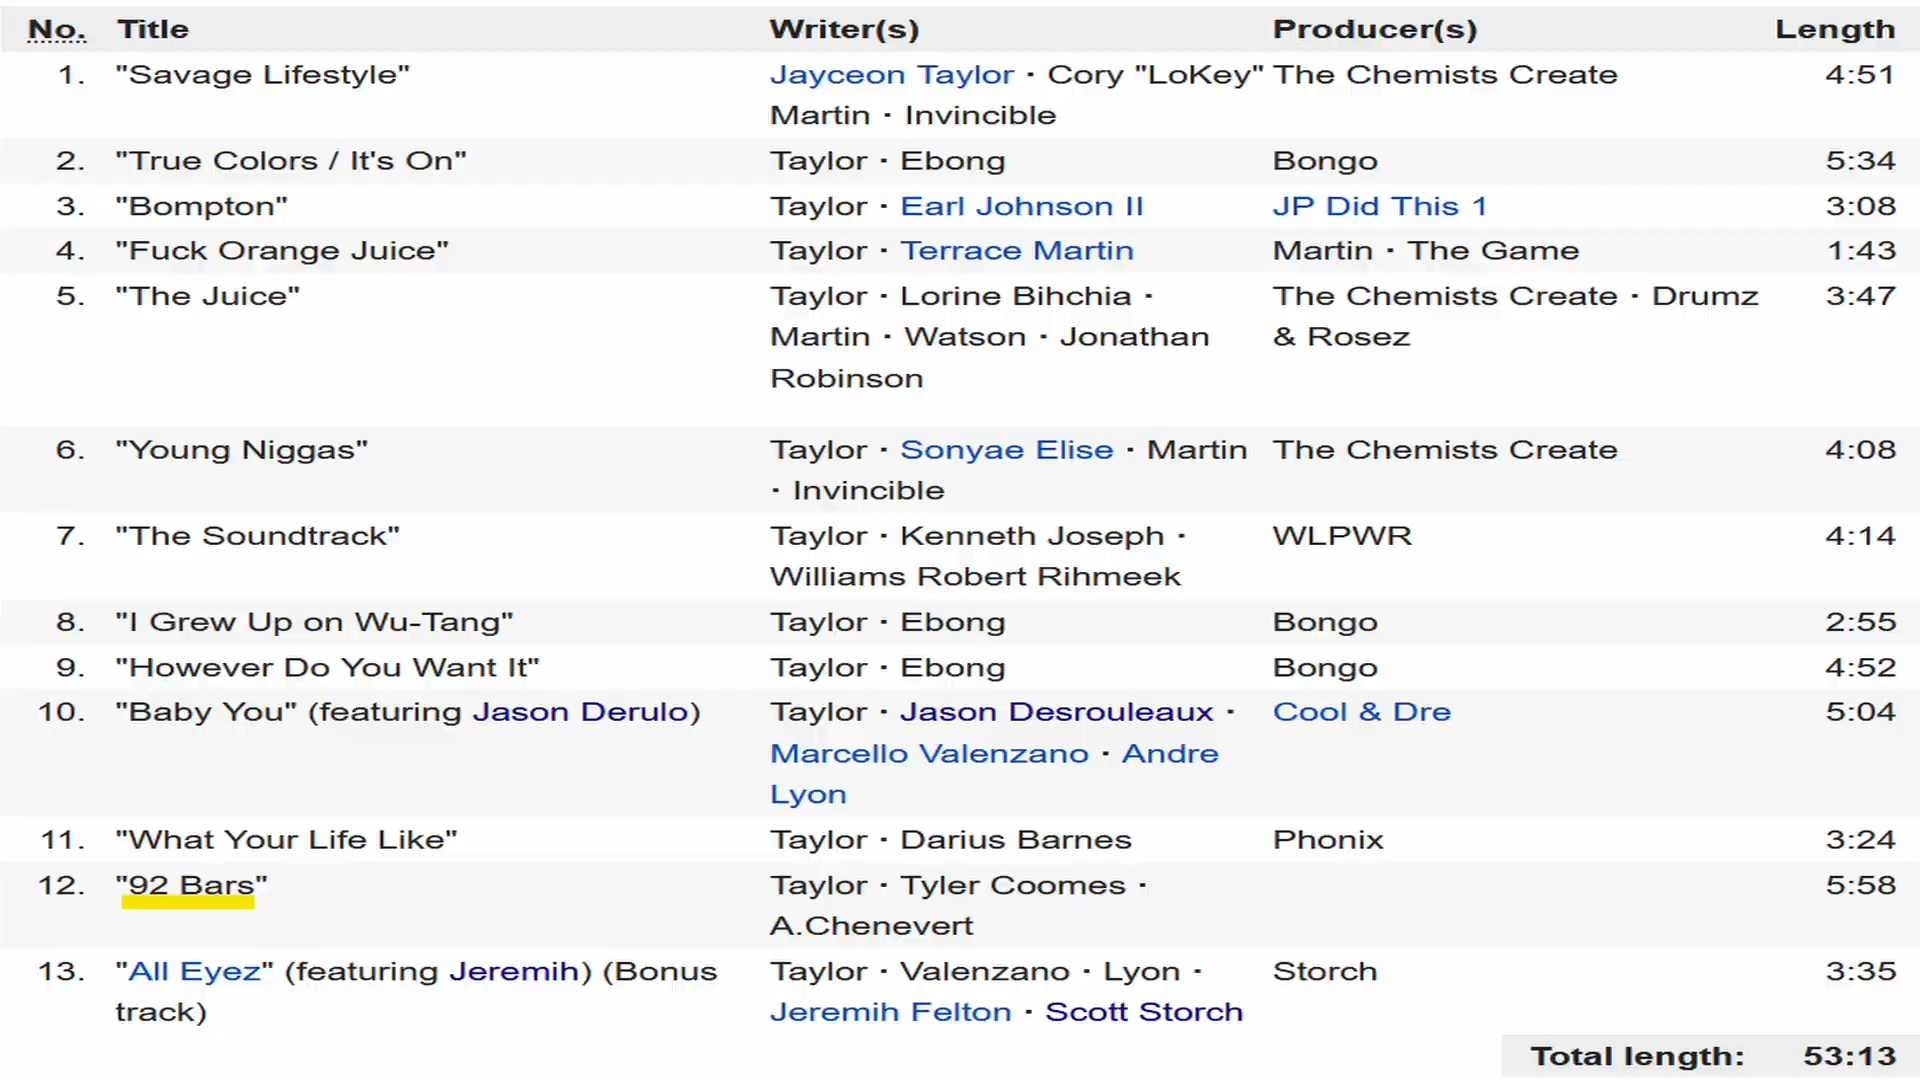 No. Title Writer(s) Producer(s) Length
1. "Savage Lifestyle" Jayceon Taylor · Cory "LoKey" The Chemists Create 4:51
Martin · Invincible
2. "True Colors / It's On" Taylor · Ebong Bongo 5:34
3. "Bompton" Taylor · Earl Johnson II JP Did This 1 3:08
4. "Fuck Orange Juice" Taylor · Terrace Martin Martin · The Game 1:43
5. "The Juice" Taylor · Lorine Bihchia · The Chemists Create · Drumz 3:47
Martin · Watson · Jonathan & Rosez
Robinson
6. "Young Niggas" Taylor · Sonyae Elise · Martin The Chemists Create 4:08
· Invincible
7. "The Soundtrack" Taylor · Kenneth Joseph · WLPWR 4:14
Williams Robert Rihmeek
8. "I Grew Up on Wu-Tang" Taylor · Ebong Bongo 2:55
9. "However Do You Want It" Taylor · Ebong Bongo 4:52
10. "Baby You" (featuring Jason Derulo) Taylor · Jason Desrouleaux · Cool & Dre 5:04
Marcello Valenzano · Andre
Lyon
11. "What Your Life Like" Taylor · Darius Barnes Phonix 3:24
12. "92 Bars" Taylor · Tyler Coomes · 5:58
A.Chenevert
13. "All Eyez" (featuring Jeremih) (Bonus Taylor · Valenzano · Lyon · Storch 3:35
track) Jeremih Felton · Scott Storch
Total length: 53:13